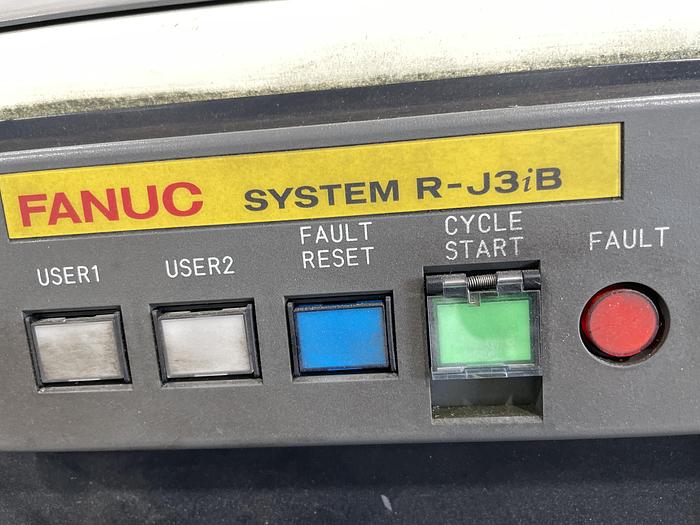 FANUC SYSTEM R-J3iB
USER1
USER2
FAULT
RESET
CYCLE
START
FAULT